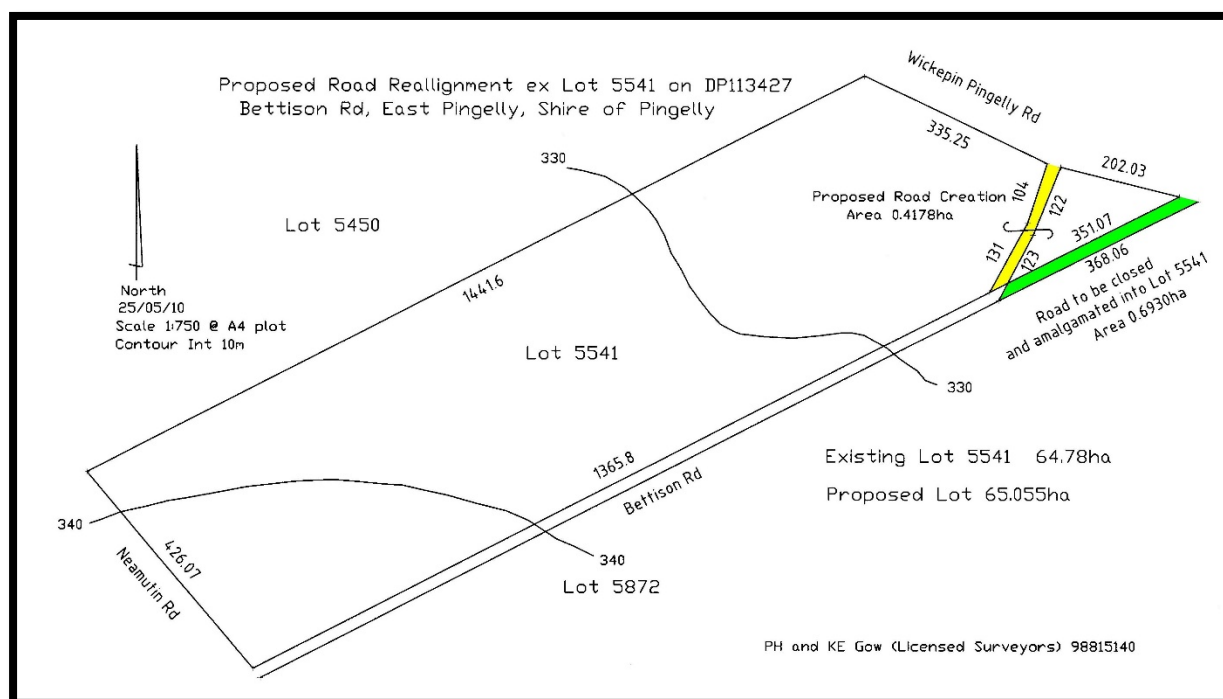 Proposed Road Reallignment ex Lot 5541 on DP113427
Bettison Rd, East Pingelly, Shire of Pingelly
Wickepin Pingelly Rd
335.25
202.03
330
104
122
Proposed Road Creation
Area 0.4178ha
131
123
351.07
368.06
Road to be closed
and amalgamated into Lot 5541
Area 0.6930ha
Lot 5450
North
25/05/10
Scale 1:750 @ A4 plot
Contour Int 10m
1441.6
Lot 5541
330
1365.8
Bettison Rd
Existing Lot 5541 64.78ha
Proposed Lot 65.055ha
340
426.07
Neamutin Rd
340
Lot 5872
PH and KE Gow (Licensed Surveyors) 98815140